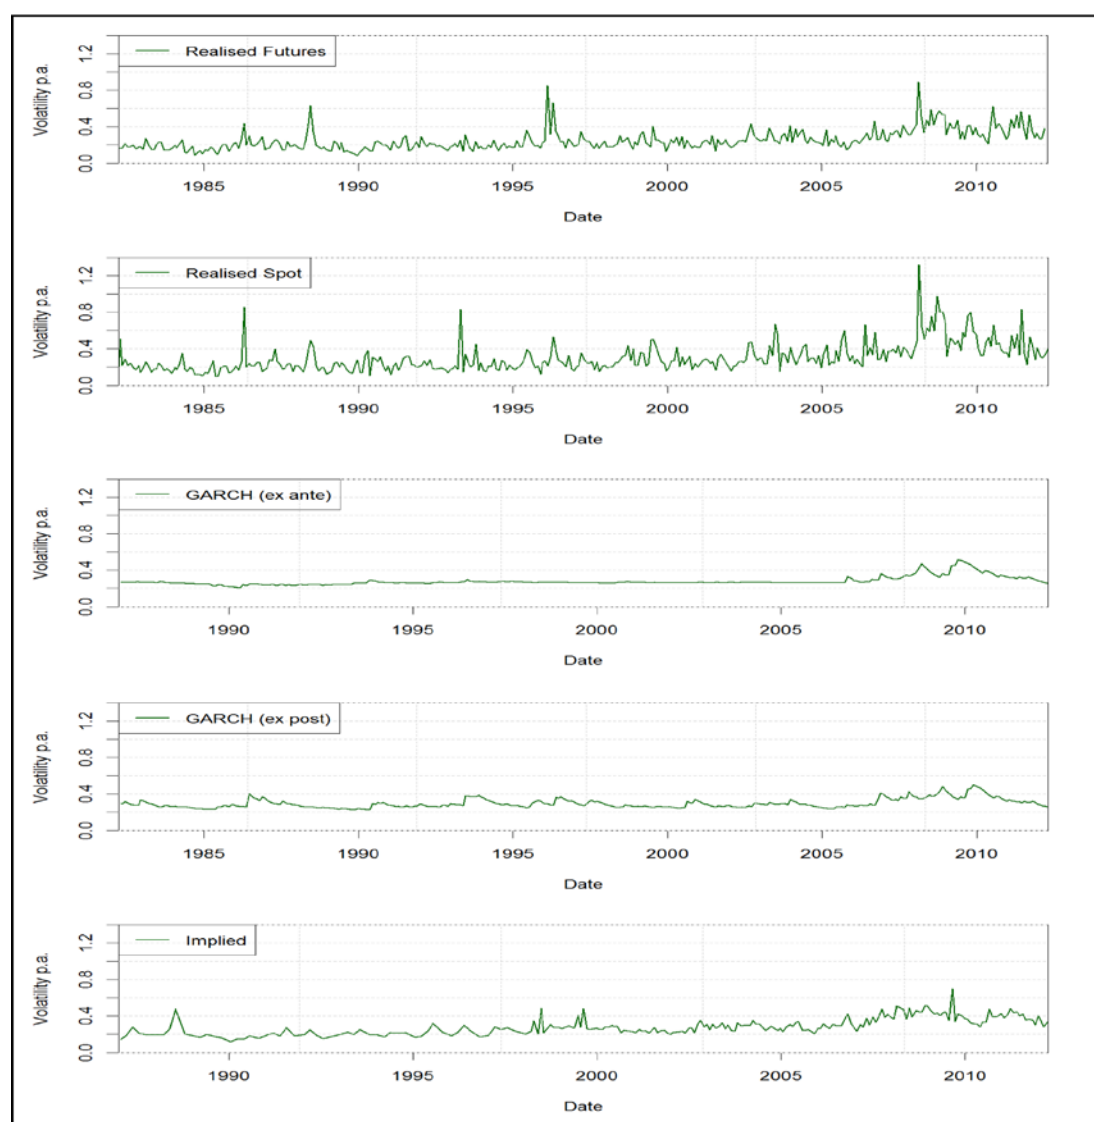 Realised Futures
Volatility p.a.
0.0 0.4 0.8 1.2
1985 1990 1995 2000 2005 2010
Date
Realised Spot
Volatility p.a.
0.0 0.4 0.8 1.2
1985 1990 1995 2000 2005 2010
Date
GARCH (ex ante)
Volatility p.a.
0.0 0.4 0.8 1.2
1990 1995 2000 2005 2010
Date
GARCH (ex post)
Volatility p.a.
0.0 0.4 0.8 1.2
1985 1990 1995 2000 2005 2010
Date
Implied
Volatility p.a.
0.0 0.4 0.8 1.2
1990 1995 2000 2005 2010
Date